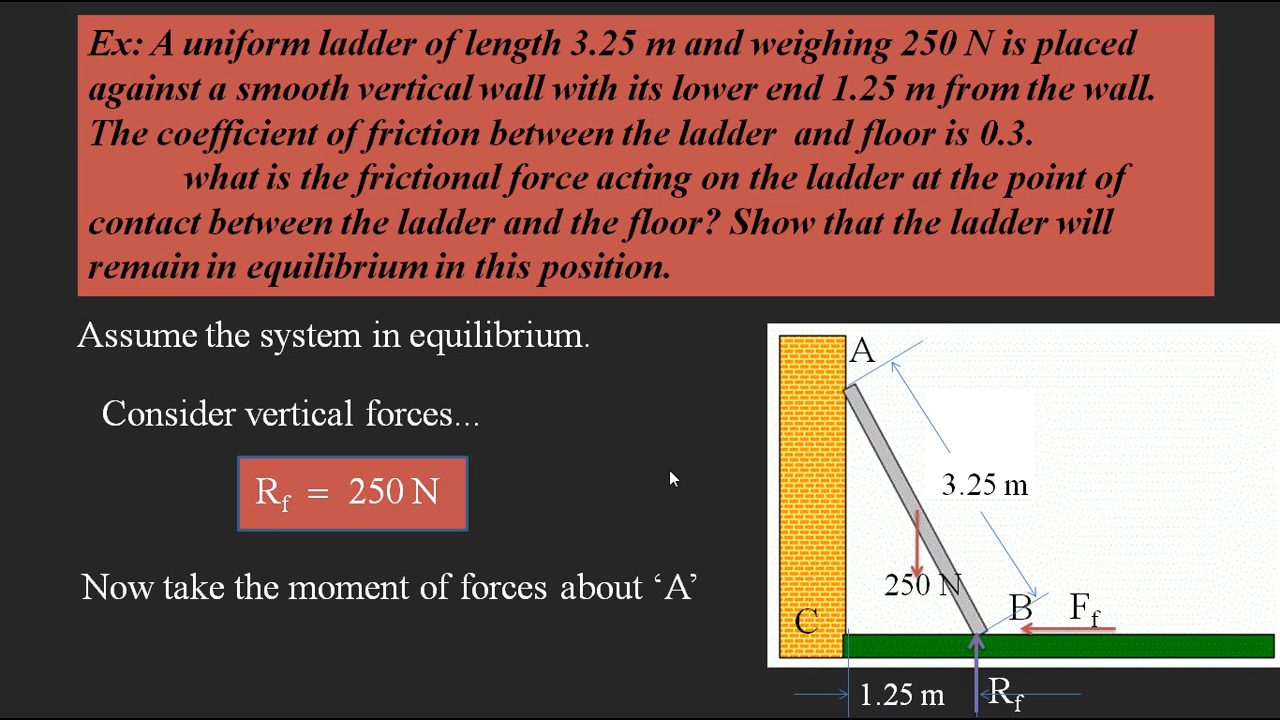 Ex: A uniform ladder of length 3.25 m and weighing 250 N is placed
against a smooth vertical wall with its lower end 1.25 m from the wall.
The coefficient of friction between the ladder and floor is 0.3.
what is the frictional force acting on the ladder at the point of
contact between the ladder and the floor? Show that the ladder will
remain in equilibrium in this position.
Assume the system in equilibrium.
Consider vertical forces...
Rf = 250 N
Now take the moment of forces about ‘A’
A
3.25 m
250 N
C
B
Ff
1.25 m
Rf